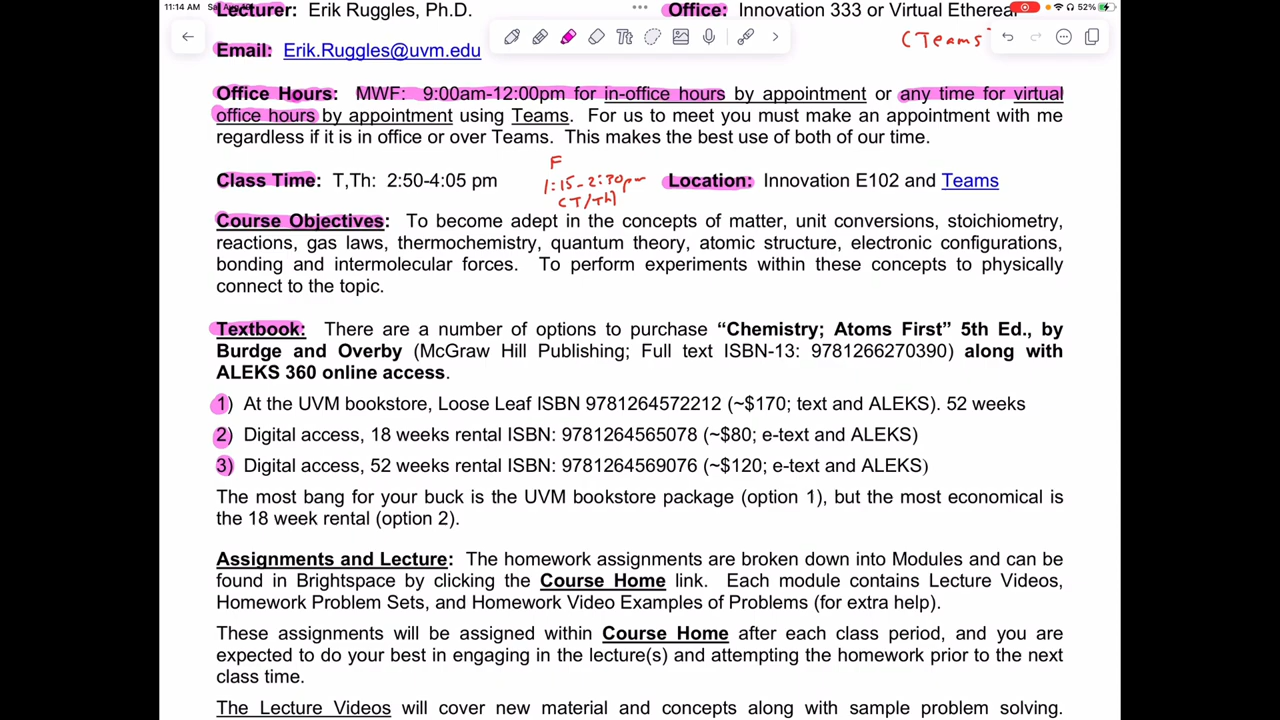 11:14 AM
52%
Lecturer: Erik Ruggles, Ph.D. Office: Innovation 333 or Virtual Ethereal
(Teams
Email: Erik.Ruggles@uvm.edu
Office Hours: MWF: 9:00am-12:00pm for in-office hours by appointment or any time for virtual
office hours by appointment using Teams. For us to meet you must make an appointment with me
regardless if it is in office or over Teams. This makes the best use of both of our time.
F
Class Time: T,Th: 2:50-4:05 pm 1:15-2:30pm Location: Innovation E102 and Teams
(T/Th)
Course Objectives: To become adept in the concepts of matter, unit conversions, stoichiometry,
reactions, gas laws, thermochemistry, quantum theory, atomic structure, electronic configurations,
bonding and intermolecular forces. To perform experiments within these concepts to physically
connect to the topic.
Textbook: There are a number of options to purchase “Chemistry; Atoms First” 5th Ed., by
Burdge and Overby (McGraw Hill Publishing; Full text ISBN-13: 9781266270390) along with
ALEKS 360 online access.
1) At the UVM bookstore, Loose Leaf ISBN 9781264572212 (~$170; text and ALEKS). 52 weeks
2) Digital access, 18 weeks rental ISBN: 9781264565078 (~$80; e-text and ALEKS)
3) Digital access, 52 weeks rental ISBN: 9781264569076 (~$120; e-text and ALEKS)
The most bang for your buck is the UVM bookstore package (option 1), but the most economical is
the 18 week rental (option 2).
Assignments and Lecture: The homework assignments are broken down into Modules and can be
found in Brightspace by clicking the Course Home link. Each module contains Lecture Videos,
Homework Problem Sets, and Homework Video Examples of Problems (for extra help).
These assignments will be assigned within Course Home after each class period, and you are
expected to do your best in engaging in the lecture(s) and attempting the homework prior to the next
class time.
The Lecture Videos will cover new material and concepts along with sample problem solving.